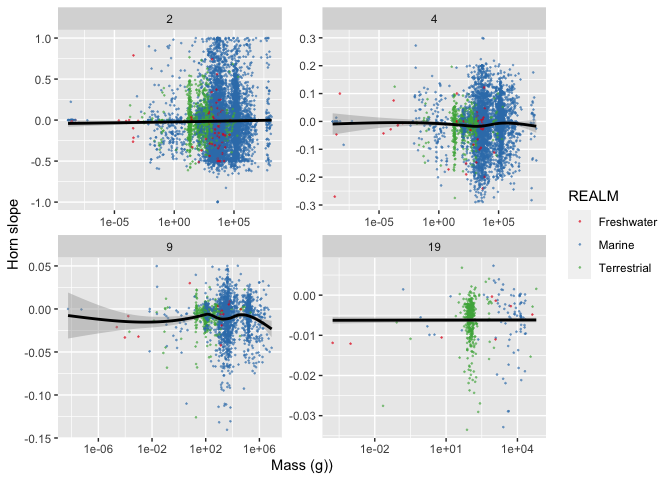 2
4
1.0
0.5
0.0
-0.5
-1.0
0.3
0.2
0.1
0.0
-0.1
-0.2
-0.3
1e-05
1e+00
1e+05
1e-05
1e+00
1e+05
Horn slope
9
19
0.05
0.00
-0.05
-0.10
-0.15
0.00
-0.01
-0.02
-0.03
1e-06
1e-02
1e+02
1e+06
1e-02
1e+01
1e+04
Mass (g))
REALM
Freshwater
Marine
Terrestrial